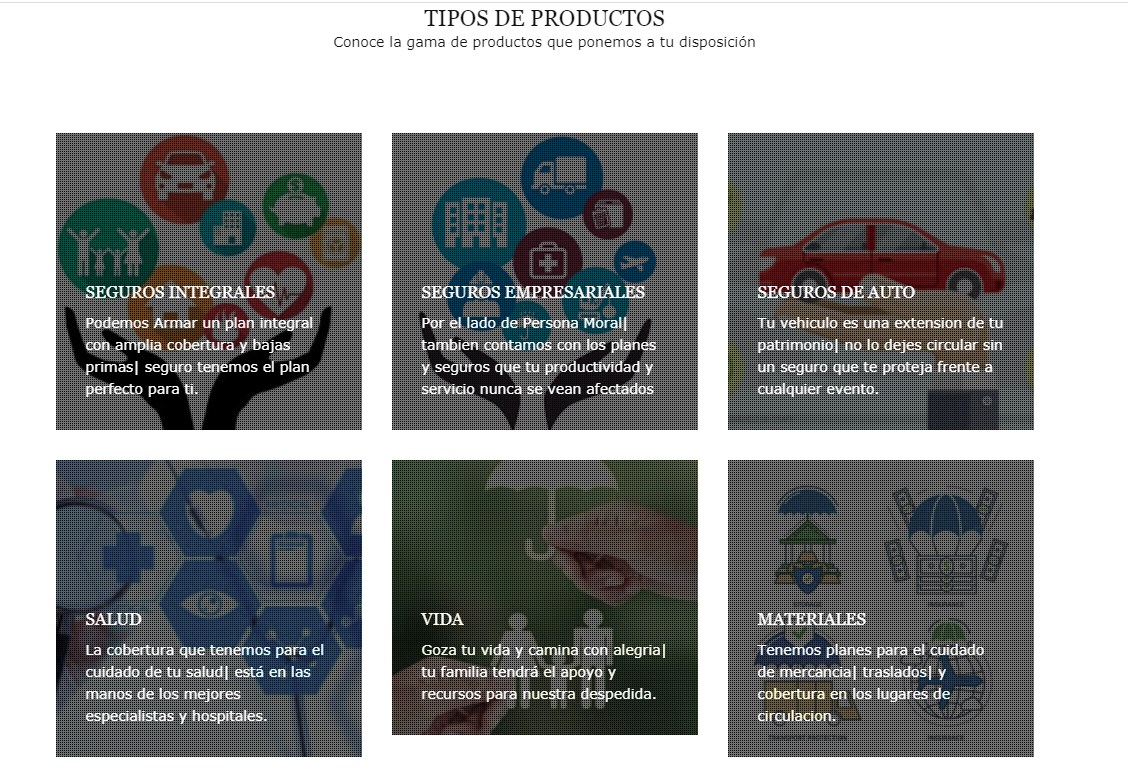 TIPOS DE PRODUCTOS
Conoce la gama de productos que ponemos a tu disposición
SEGUROS INTEGRALES
Podemos Armar un plan integral
con amplia cobertura y bajas
primas| seguro tenemos el plan
perfecto para ti.
SEGUROS EMPRESARIALES
Por el lado de Persona Moral|
tambien contamos con los planes
y seguros que tu productividad y
servicio nunca se vean afectados
SEGUROS DE AUTO
Tu vehiculo es una extension de tu
patrimonio| no lo dejes circular sin
un seguro que te proteja frente a
cualquier evento.
SALUD
La cobertura que tenemos para el
cuidado de tu salud| está en las
manos de los mejores
especialistas y hospitales.
VIDA
Goza tu vida y camina con alegria|
tu familia tendrá el apoyo y
recursos para nuestra despedida.
MATERIALES
Tenemos planes para el cuidado
de mercancia| traslados| y
cobertura en los lugares de
circulacion.